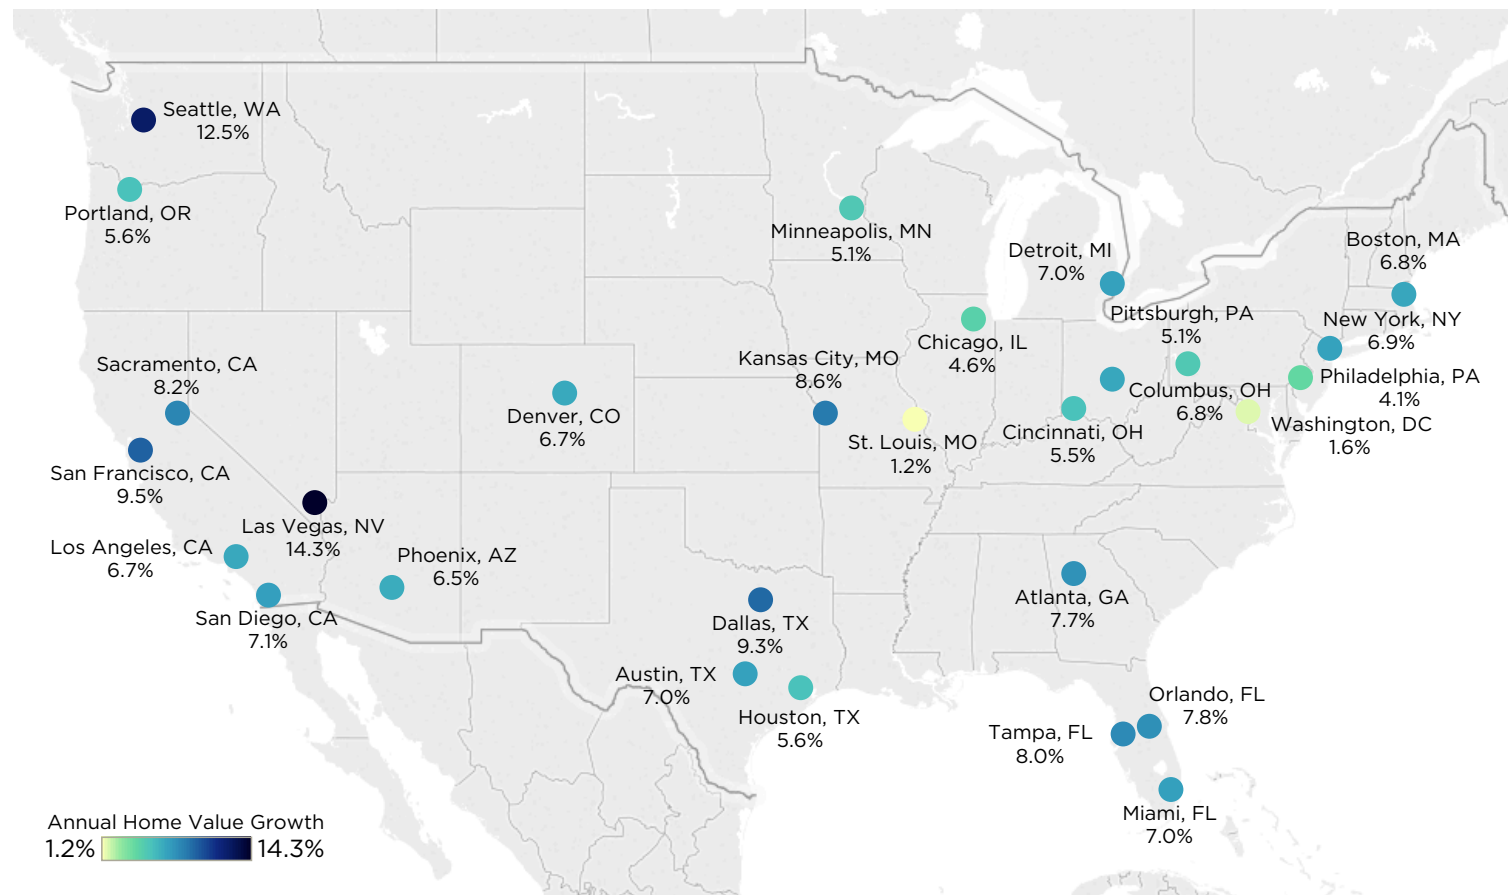 Seattle, WA
12.5%
Portland, OR
5.6%
Minneapolis, MN
5.1%
Detroit, MI
7.0%
Boston, MA
6.8%
Pittsburgh, PA
5.1%
New York, NY
6.9%
Chicago, IL
4.6%
Sacramento, CA
8.2%
Kansas City, MO
8.6%
Denver, CO
6.7%
Columbus, OH
6.8%
Philadelphia, PA
4.1%
Washington, DC
1.6%
St. Louis, MO
1.2%
Cincinnati, OH
5.5%
San Francisco, CA
9.5%
Las Vegas, NV
14.3%
Los Angeles, CA
6.7%
Phoenix, AZ
6.5%
San Diego, CA
7.1%
Dallas, TX
9.3%
Atlanta, GA
7.7%
Austin, TX
7.0%
Houston, TX
5.6%
Orlando, FL
7.8%
Tampa, FL
8.0%
Miami, FL
7.0%
Annual Home Value Growth
1.2% 14.3%